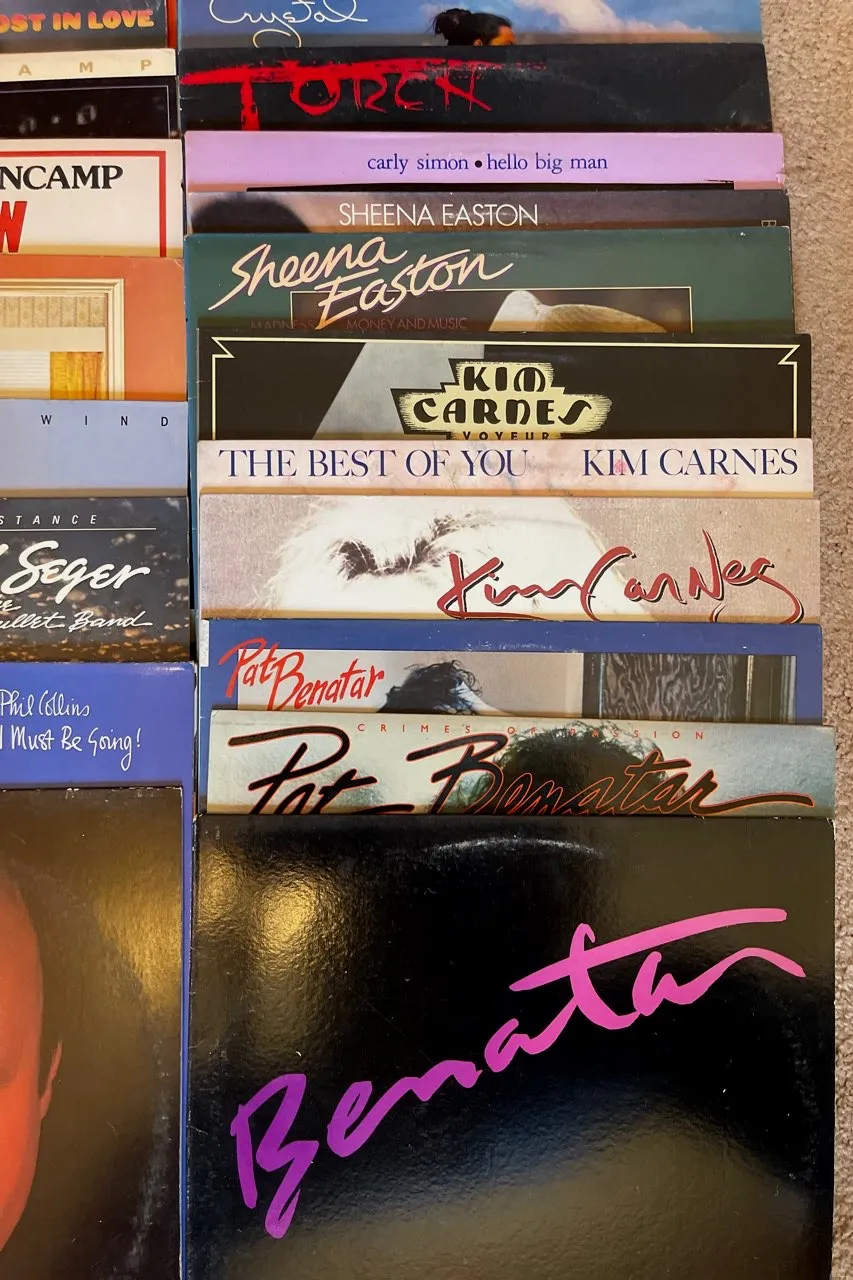 OST IN LOVE
A M P
NCAMP
W
W I N D
STANCE
Seger
ullet Band
Phil Collins
I Must Be Going!
Crystal
TORCH
carly simon • hello big man
SHEENA EASTON
Sheena
Easton
MADNESS MONEY AND MUSIC
KIM
CARNES
VOYEUR
THE BEST OF YOU KIM CARNES
Kim Carnes
Pat Benatar
CRIMES OF PASSION
Pat Benatar
Benatar